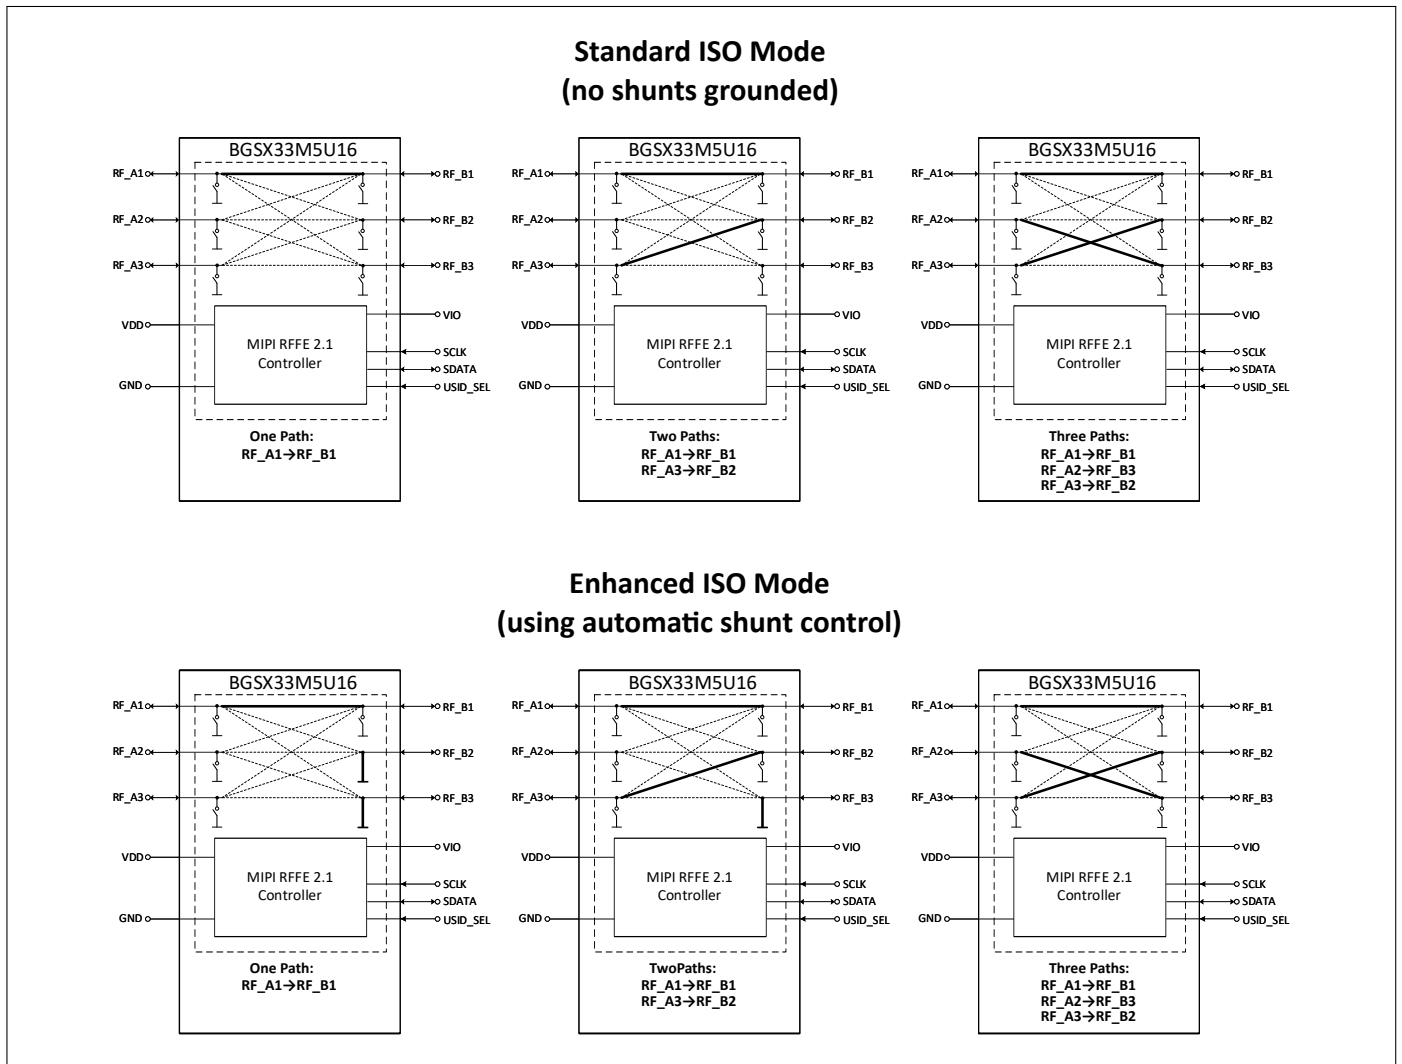 Standard ISO Mode
(no shunts grounded)
BGSX33M5U16
RF_A1
RF_B1
RF_A2
RF_B2
RF_A3
RF_B3
VDD
VIO
MIPI RFFE 2.1
Controller
SCLK
SDATA
GND
USID_SEL
One Path:
RF_A1→RF_B1
BGSX33M5U16
RF_A1
RF_B1
RF_A2
RF_B2
RF_A3
RF_B3
VDD
VIO
MIPI RFFE 2.1
Controller
SCLK
SDATA
GND
USID_SEL
Two Paths:
RF_A1→RF_B1
RF_A3→RF_B2
BGSX33M5U16
RF_A1
RF_B1
RF_A2
RF_B2
RF_A3
RF_B3
VDD
VIO
MIPI RFFE 2.1
Controller
SCLK
SDATA
GND
USID_SEL
Three Paths:
RF_A1→RF_B1
RF_A2→RF_B3
RF_A3→RF_B2
Enhanced ISO Mode
(using automatic shunt control)
BGSX33M5U16
RF_A1
RF_B1
RF_A2
RF_B2
RF_A3
RF_B3
VDD
VIO
MIPI RFFE 2.1
Controller
SCLK
SDATA
GND
USID_SEL
One Path:
RF_A1→RF_B1
BGSX33M5U16
RF_A1
RF_B1
RF_A2
RF_B2
RF_A3
RF_B3
VDD
VIO
MIPI RFFE 2.1
Controller
SCLK
SDATA
GND
USID_SEL
TwoPaths:
RF_A1→RF_B1
RF_A3→RF_B2
BGSX33M5U16
RF_A1
RF_B1
RF_A2
RF_B2
RF_A3
RF_B3
VDD
VIO
MIPI RFFE 2.1
Controller
SCLK
SDATA
GND
USID_SEL
Three Paths:
RF_A1→RF_B1
RF_A2→RF_B3
RF_A3→RF_B2